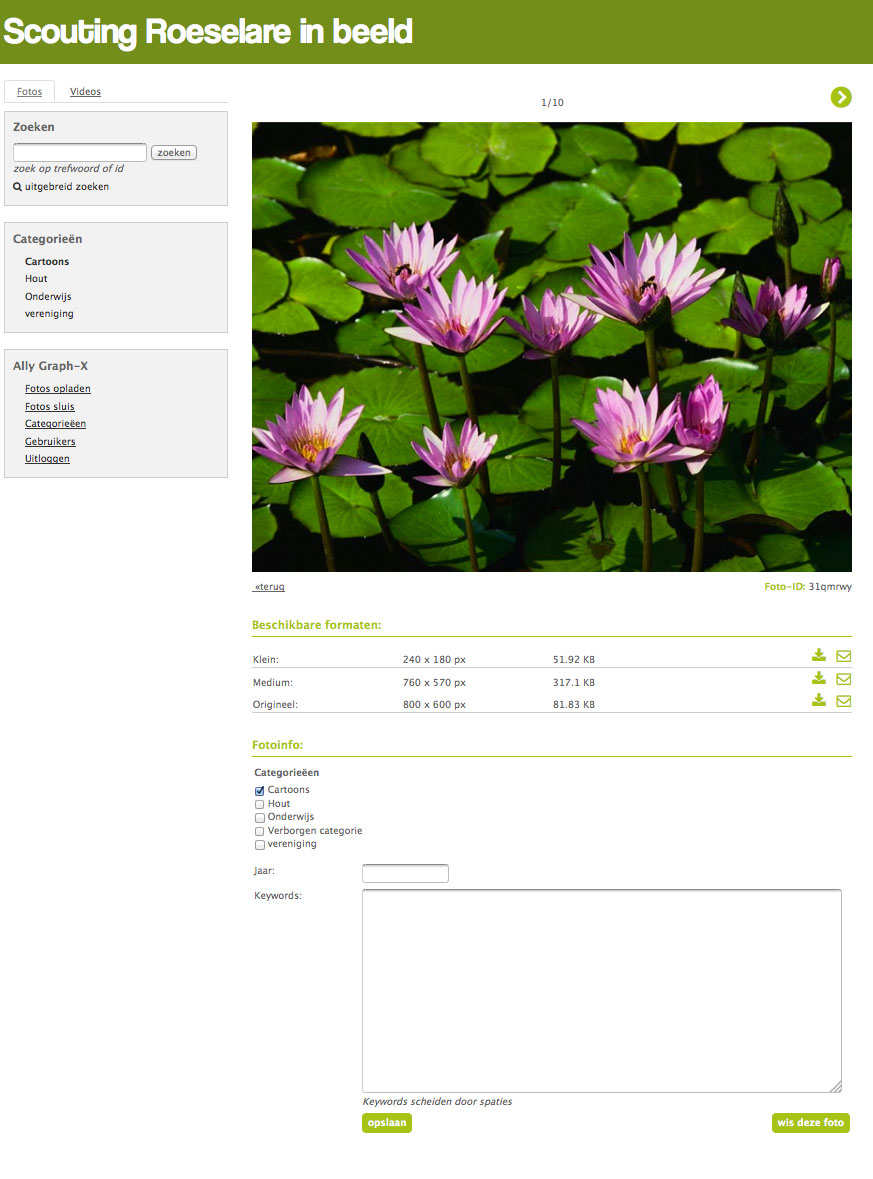 Scouting Roeselare in beeld
Fotos Videos
Zoeken
zoeken
zoek op trefwoord of id
uitgebreid zoeken
Categorieën
Cartoons
Hout
Onderwijs
vereniging
Ally Graph-X
Fotos opladen
Fotos sluis
Categorieëen
Gebruikers
Uitloggen
1/10
«terug Foto-ID: 31qmrwy
Beschikbare formaten:
Klein: 240 x 180 px 51.92 KB
Medium: 760 x 570 px 317.1 KB
Origineel: 800 x 600 px 81.83 KB
Fotoinfo:
Categorieëen
Cartoons
Hout
Onderwijs
Verborgen categorie
vereniging
Jaar:
Keywords:
Keywords scheiden door spaties
opslaan wis deze foto